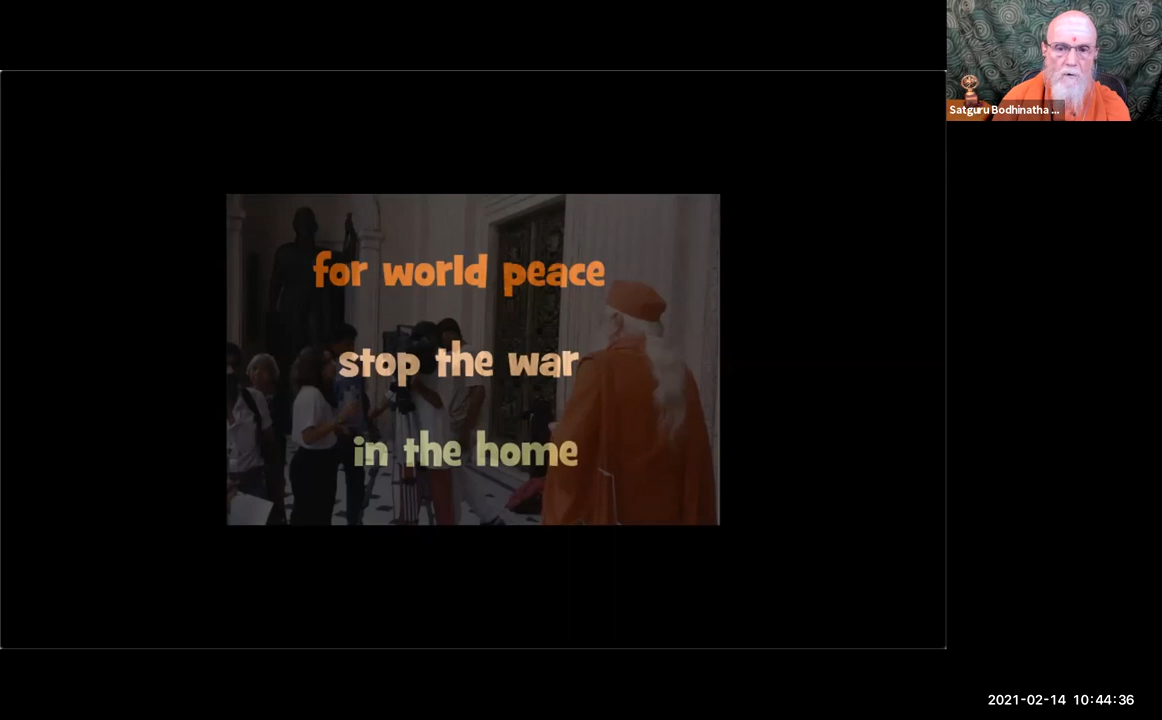 Satguru Bodhinatha ...
for world peace
stop the war
in the home
2021-02-14 10:44:36